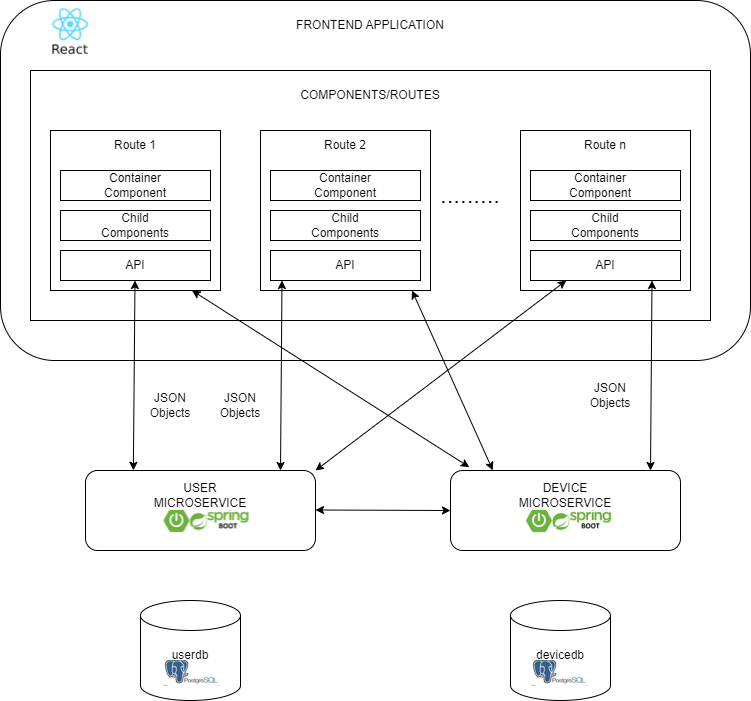 FRONTEND APPLICATION
React
COMPONENTS/ROUTES
Route 1
Container
Component
Child
Components
API
Route 2
Container
Component
Child
Components
API
.........
Route n
Container
Component
Child
Components
API
JSON
Objects
JSON
Objects
JSON
Objects
USER
MICROSERVICE
spring
BOOT
DEVICE
MICROSERVICE
spring
BOOT
userdb
PostgreSQL
devicedb
PostgreSQL